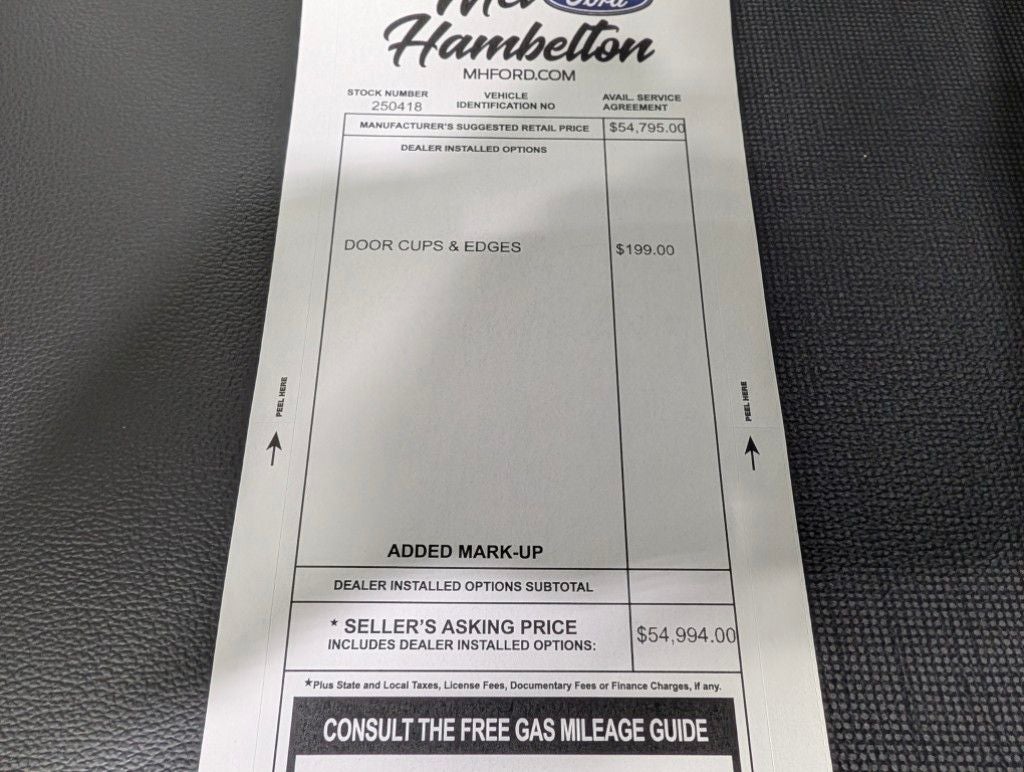 Mel Ford
Hambelton
MHFORD.COM
STOCK NUMBER
250418
VEHICLE
IDENTIFICATION NO
AVAIL. SERVICE
AGREEMENT
MANUFACTURER'S SUGGESTED RETAIL PRICE $54,795.00
DEALER INSTALLED OPTIONS
DOOR CUPS & EDGES $199.00
PEEL HERE
PEEL HERE
ADDED MARK-UP
DEALER INSTALLED OPTIONS SUBTOTAL
* SELLER'S ASKING PRICE
INCLUDES DEALER INSTALLED OPTIONS: $54,994.00
*Plus State and Local Taxes, License Fees, Documentary Fees or Finance Charges, if any.
CONSULT THE FREE GAS MILEAGE GUIDE